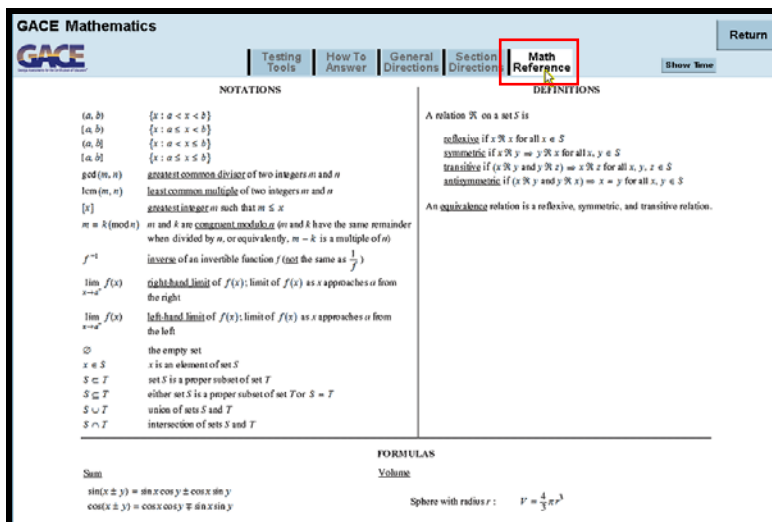 GACE Mathematics
Return
GACE
Testing Tools
How To Answer
General Directions
Section Directions
Math Reference
Show Time
NOTATIONS
(a, b) {x : a < x < b}
[a, b) {x : a ≤ x < b}
(a, b] {x : a < x ≤ b}
[a, b] {x : a ≤ x ≤ b}
gcd(m, n) greatest common divisor of two integers m and n
lcm(m, n) least common multiple of two integers m and n
[x] greatest integer m such that m ≤ x
m ≡ k(mod n) m and k are congruent modulo n (m and k have the same remainder
when divided by n, or equivalently, m − k is a multiple of n)
f⁻¹ inverse of an invertible function f (not the same as 1/f)
lim f(x) right-hand limit of f(x); limit of f(x) as x approaches a from
x→a⁺ the right
lim f(x) left-hand limit of f(x); limit of f(x) as x approaches a from
x→a⁻ the left
∅ the empty set
x ∈ S x is an element of set S
S ⊂ T set S is a proper subset of set T
S ⊆ T either set S is a proper subset of set T or S = T
S ∪ T union of sets S and T
S ∩ T intersection of sets S and T
DEFINITIONS
A relation ℜ on a set S is
reflexive if x ℜ x for all x ∈ S
symmetric if x ℜ y ⇒ y ℜ x for all x, y ∈ S
transitive if (x ℜ y and y ℜ z) ⇒ x ℜ z for all x, y, z ∈ S
antisymmetric if (x ℜ y and y ℜ x) ⇒ x = y for all x, y ∈ S
An equivalence relation is a reflexive, symmetric, and transitive relation.
FORMULAS
Sum
sin(x ± y) = sin x cos y ± cos x sin y
cos(x ± y) = cos x cos y ∓ sin x sin y
Volume
Sphere with radius r : V = 4/3 πr³